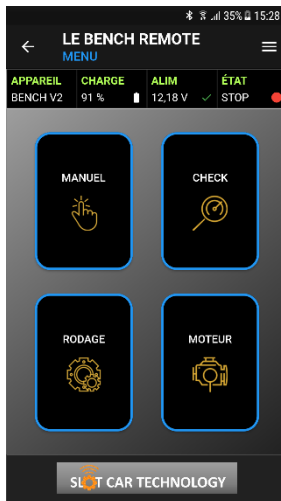 35% 15:28
LE BENCH REMOTE
MENU
APPAREIL CHARGE ALIM ÉTAT
BENCH V2 91 % 12,18 V STOP
MANUEL CHECK
RODAGE MOTEUR
SLOT CAR TECHNOLOGY